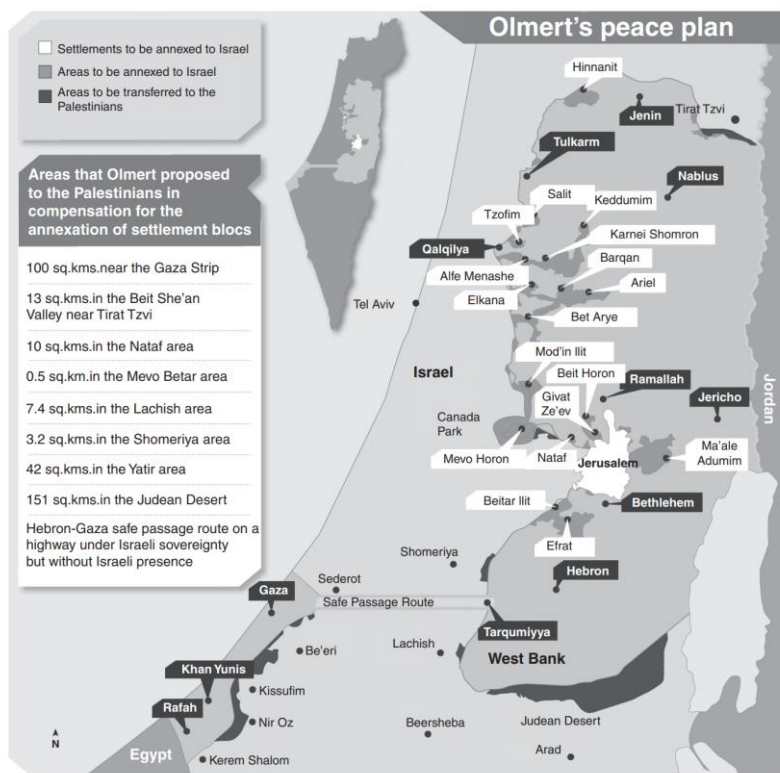 Olmert's peace plan
Settlements to be annexed to Israel
Areas to be annexed to Israel
Areas to be transferred to the
Palestinians
Areas that Olmert proposed
to the Palestinians in
compensation for the
annexation of settlement blocs
100 sq.kms.near the Gaza Strip
13 sq.kms.in the Beit She'an
Valley near Tirat Tzvi
10 sq.kms.in the Nataf area
0.5 sq.km.in the Mevo Betar area
7.4 sq.kms.in the Lachish area
3.2 sq.kms.in the Shomeriya area
42 sq.kms.in the Yatir area
151 sq.kms.in the Judean Desert
Hebron-Gaza safe passage route on a
highway under Israeli sovereignty
but without Israeli presence
Hinnanit
Jenin
Tirat Tzvi
Tulkarm
Nablus
Salit
Keddumim
Tzofim
Karnei Shomron
Qalqilya
Barqan
Alfe Menashe
Ariel
Elkana
Tel Aviv
Bet Arye
Mod'in Ilit
Israel
Beit Horon
Ramallah
Givat
Ze'ev
Jericho
Jordan
Canada
Park
Mevo Horon
Nataf
Jerusalem
Ma'ale
Adumim
Beitar Ilit
Bethlehem
Efrat
Shomeriya
Hebron
Sederot
Gaza
Safe Passage Route
Tarqumiyya
Be'eri
Lachish
West Bank
Khan Yunis
Kissufim
Rafah
Nir Oz
Beersheba
Judean Desert
N
Egypt
Kerem Shalom
Arad